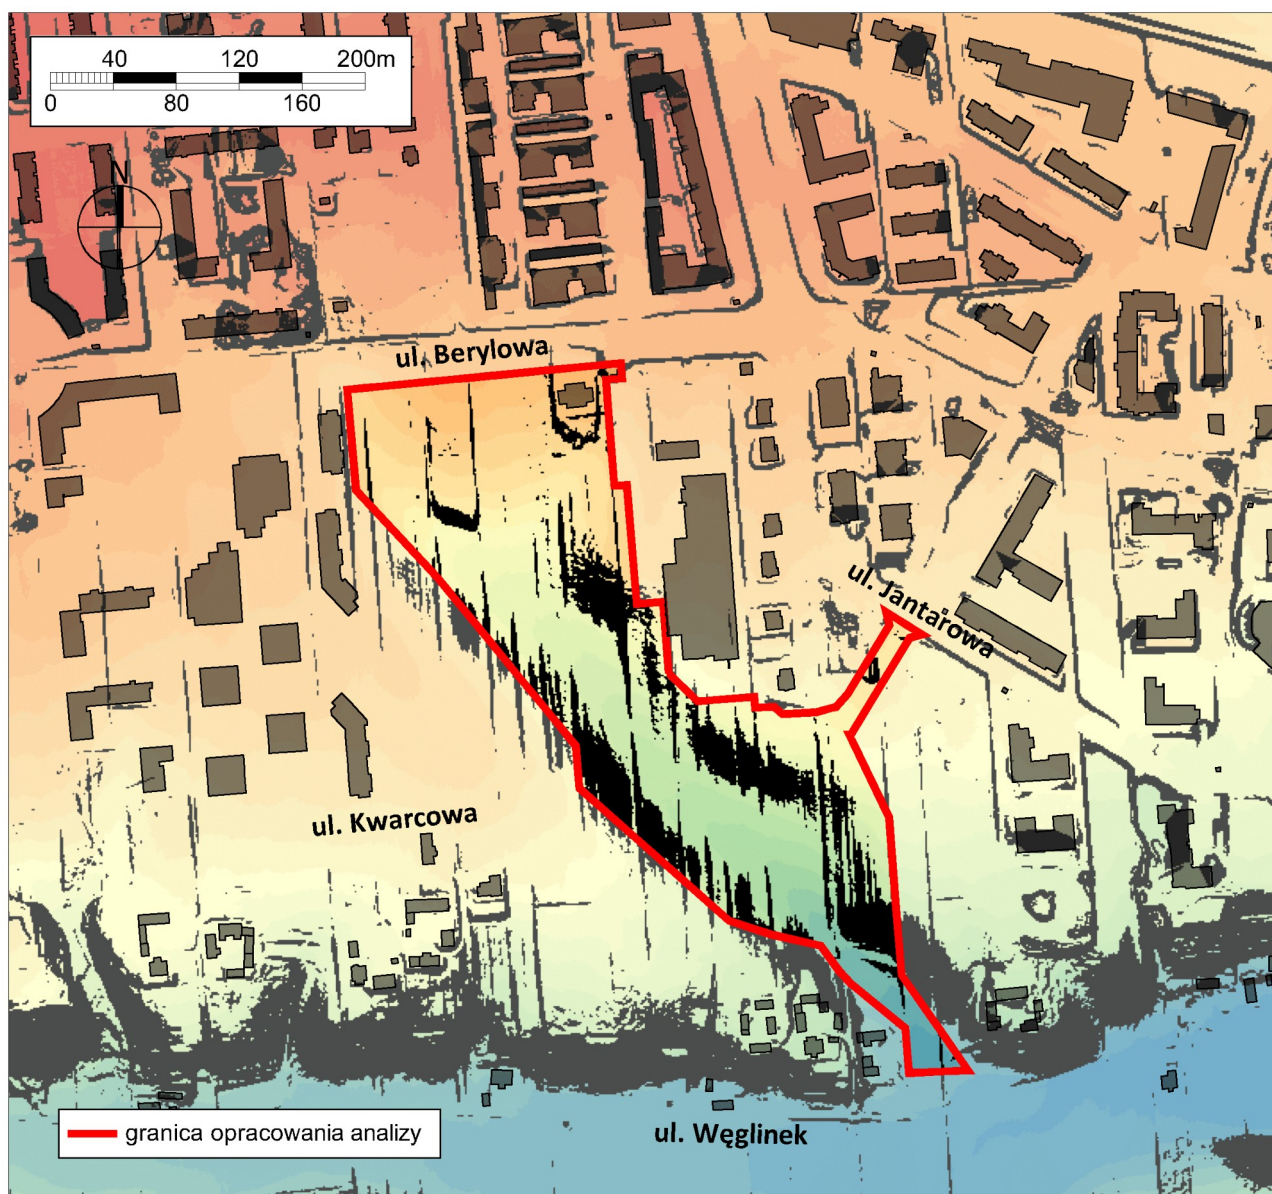 40 120 200m
0 80 160
N
ul. Berylowa
ul. Jantarowa
ul. Kwarcowa
granica opracowania analizy
ul. Węglinek